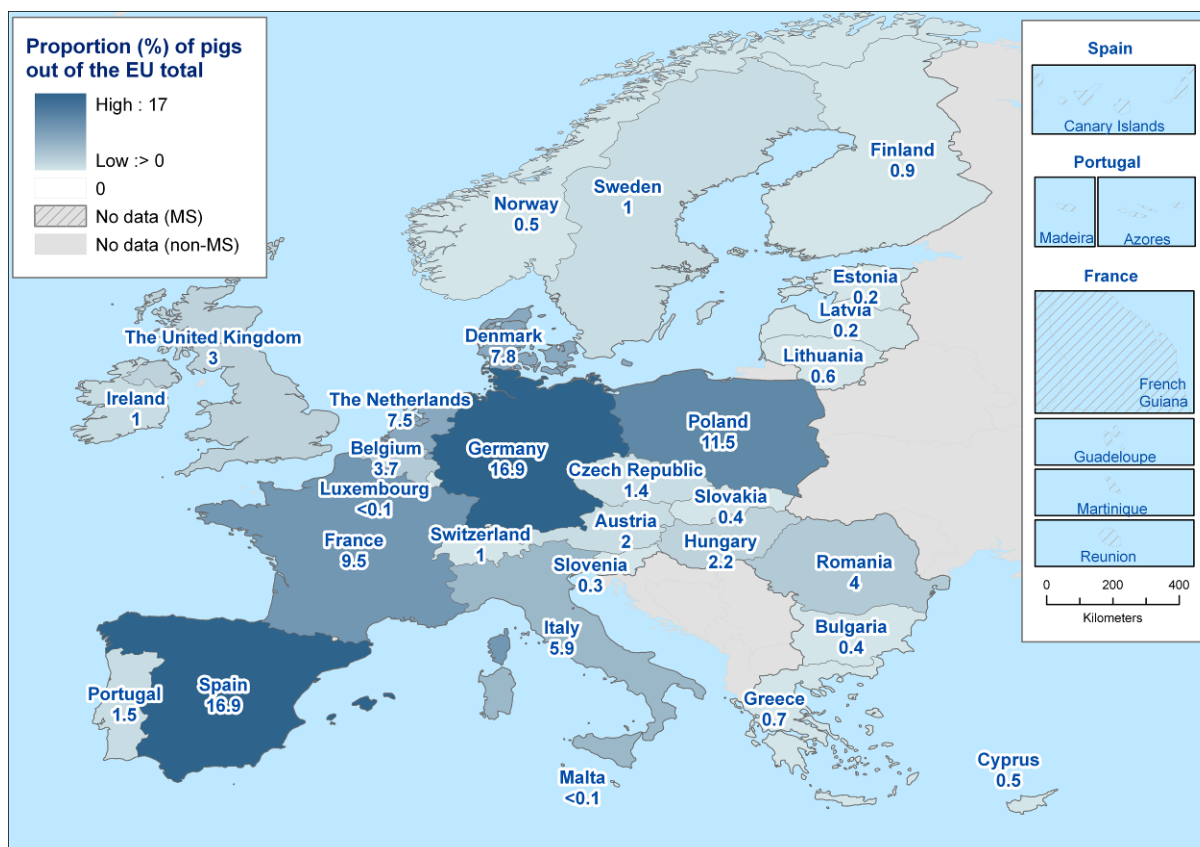 Proportion (%) of pigs
out of the EU total
High : 17
Low :> 0
0
No data (MS)
No data (non-MS)
Finland
0.9
Sweden
1
Norway
0.5
Estonia
0.2
Latvia
0.2
Lithuania
0.6
The United Kingdom
3
Denmark
7.8
Ireland
1
The Netherlands
7.5
Poland
11.5
Belgium
3.7
Germany
16.9
Czech Republic
1.4
Luxembourg
<0.1
Slovakia
0.4
France
9.5
Switzerland
1
Austria
2
Hungary
2.2
Slovenia
0.3
Romania
4
Italy
5.9
Bulgaria
0.4
Portugal
1.5
Spain
16.9
Greece
0.7
Malta
<0.1
Cyprus
0.5
Spain
Canary Islands
Portugal
Madeira
Azores
France
French
Guiana
Guadeloupe
Martinique
Reunion
0 200 400
Kilometers